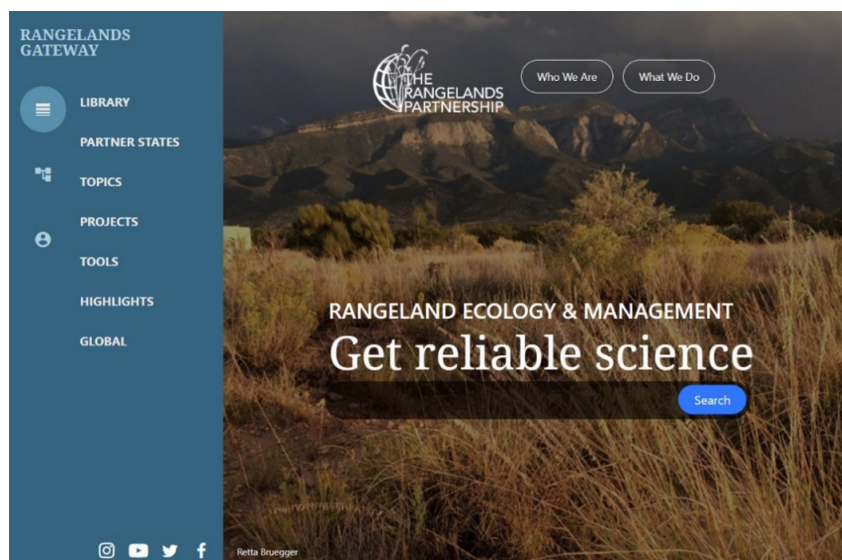 RANGELANDS
GATEWAY
LIBRARY
PARTNER STATES
TOPICS
PROJECTS
TOOLS
HIGHLIGHTS
GLOBAL
THE
RANGELANDS
PARTNERSHIP
Who We Are
What We Do
RANGELAND ECOLOGY & MANAGEMENT
Get reliable science
Search
Retta Bruegger